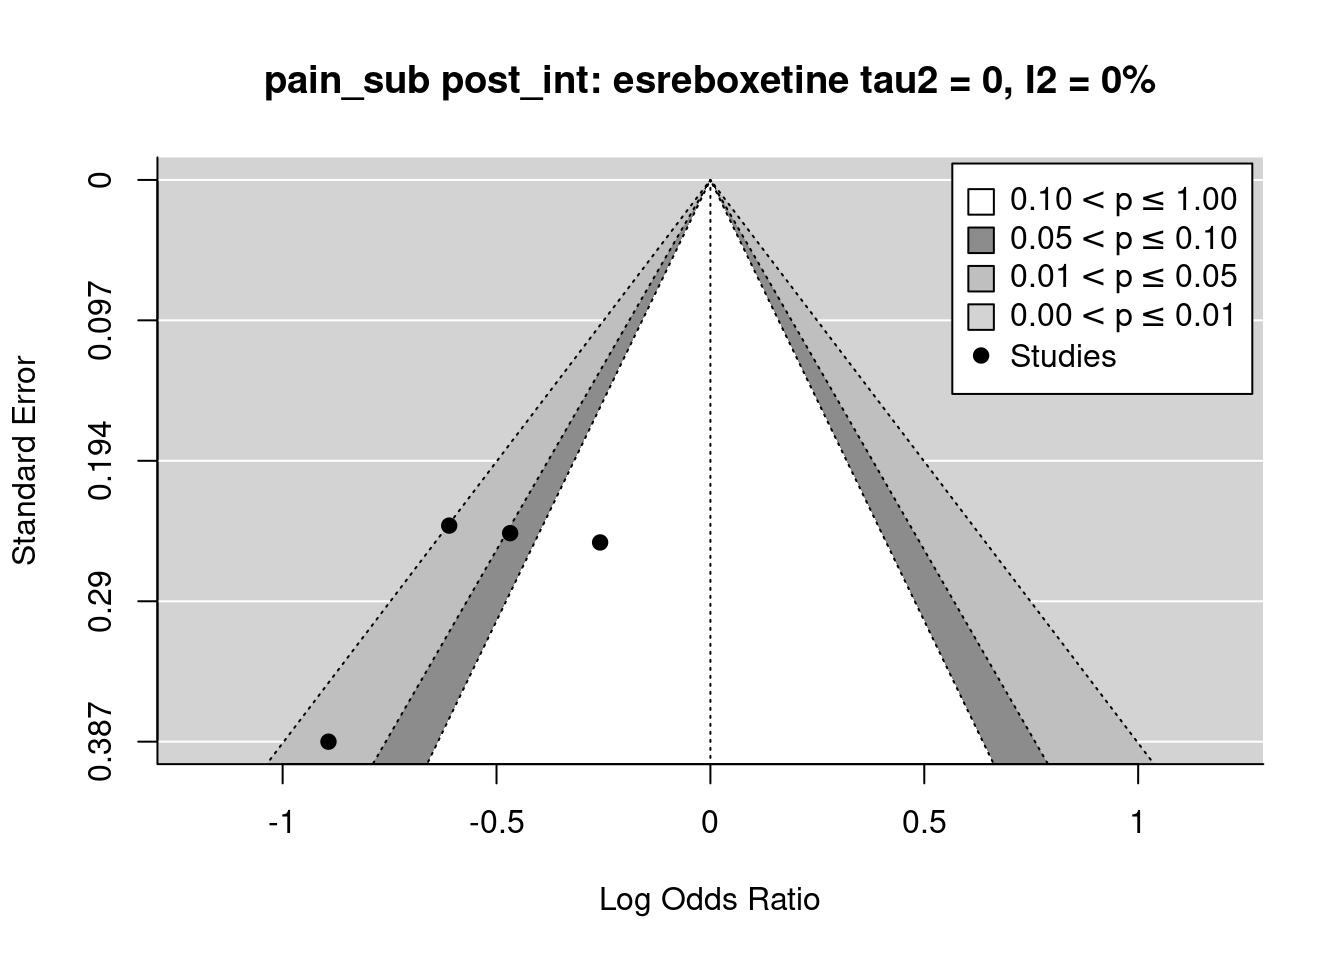 pain_sub post_int: esreboxetine tau2 = 0, I2 = 0%
0.10 < p ≤ 1.00
0.05 < p ≤ 0.10
0.01 < p ≤ 0.05
0.00 < p ≤ 0.01
Studies
Standard Error
0
0.097
0.194
0.29
0.387
-1
-0.5
0
0.5
1
Log Odds Ratio